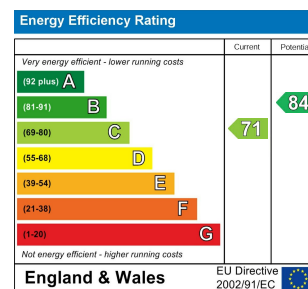 Energy Efficiency Rating
Current Potentia
Very energy efficient - lower running costs
(92 plus) A
(81-91) B
84
(69-80) C
71
(55-68) D
(39-54) E
(21-38) F
(1-20) G
Not energy efficient - higher running costs
England & Wales
EU Directive
2002/91/EC